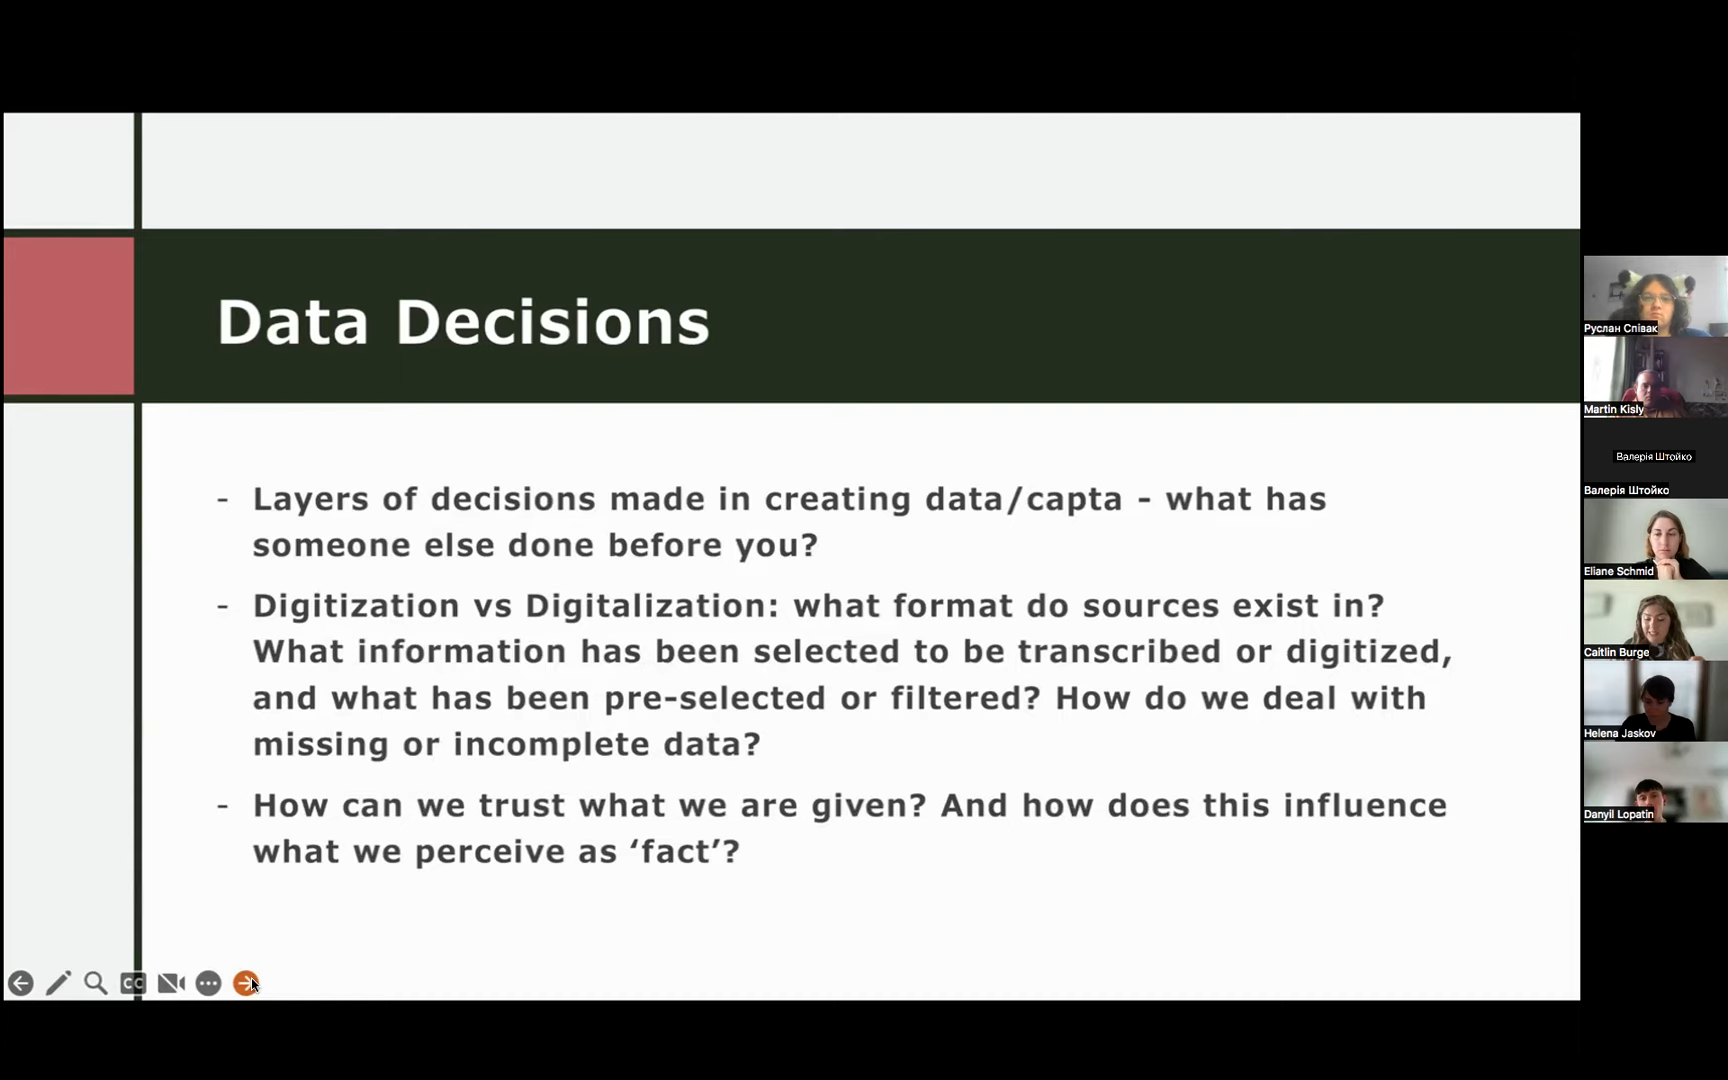 Data Decisions
- Layers of decisions made in creating data/capta - what has
someone else done before you?
- Digitization vs Digitalization: what format do sources exist in?
What information has been selected to be transcribed or digitized,
and what has been pre-selected or filtered? How do we deal with
missing or incomplete data?
- How can we trust what we are given? And how does this influence
what we perceive as ‘fact’?
CC
Руслан Співак
Martin Kisly
Валерія Штойко
Валерія Штойко
Eliane Schmid
Caitlin Burge
Helena Jaskov
Danyil Lopatin